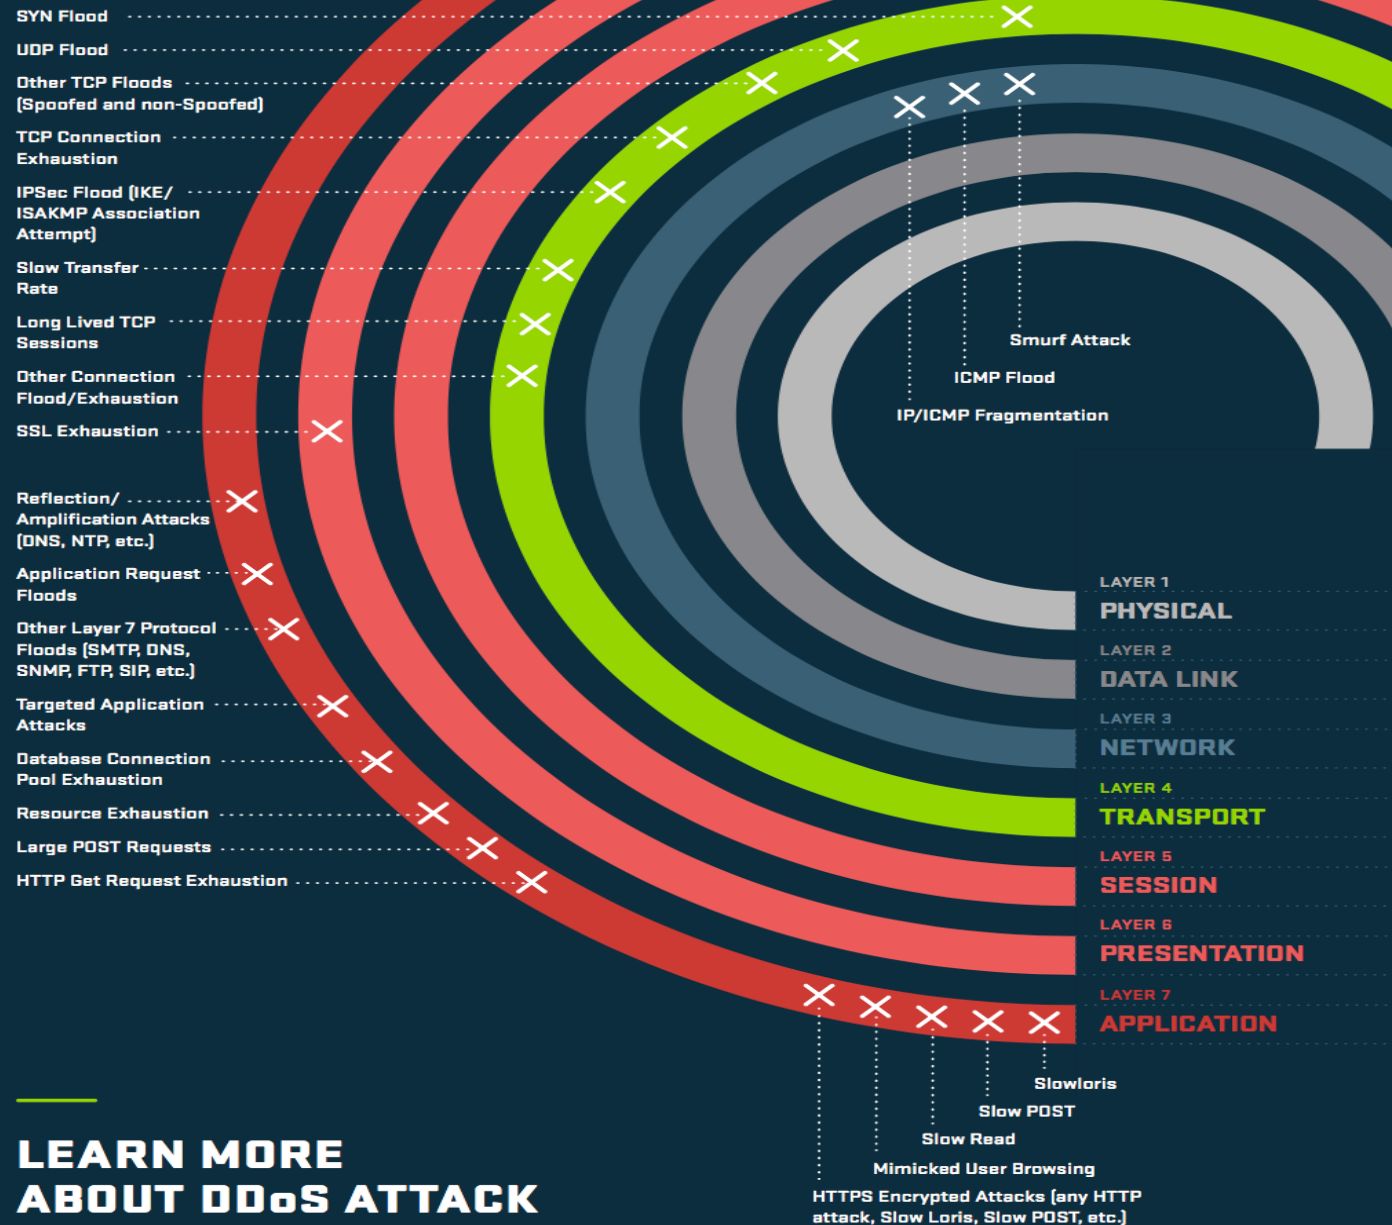 SYN Flood
UDP Flood
Other TCP Floods
(Spoofed and non-Spoofed)
TCP Connection
Exhaustion
IPSec Flood (IKE/
ISAKMP Association
Attempt)
Slow Transfer
Rate
Long Lived TCP
Sessions
Other Connection
Flood/Exhaustion
SSL Exhaustion
Reflection/
Amplification Attacks
(DNS, NTP, etc.)
Application Request
Floods
Other Layer 7 Protocol
Floods (SMTP, DNS,
SNMP, FTP, SIP, etc.)
Targeted Application
Attacks
Database Connection
Pool Exhaustion
Resource Exhaustion
Large POST Requests
HTTP Get Request Exhaustion
Smurf Attack
ICMP Flood
IP/ICMP Fragmentation
LAYER 1
PHYSICAL
LAYER 2
DATA LINK
LAYER 3
NETWORK
LAYER 4
TRANSPORT
LAYER 5
SESSION
LAYER 6
PRESENTATION
LAYER 7
APPLICATION
Slowloris
Slow POST
Slow Read
Mimicked User Browsing
HTTPS Encrypted Attacks (any HTTP
attack, Slow Loris, Slow POST, etc.)
LEARN MORE
ABOUT DDoS ATTACK